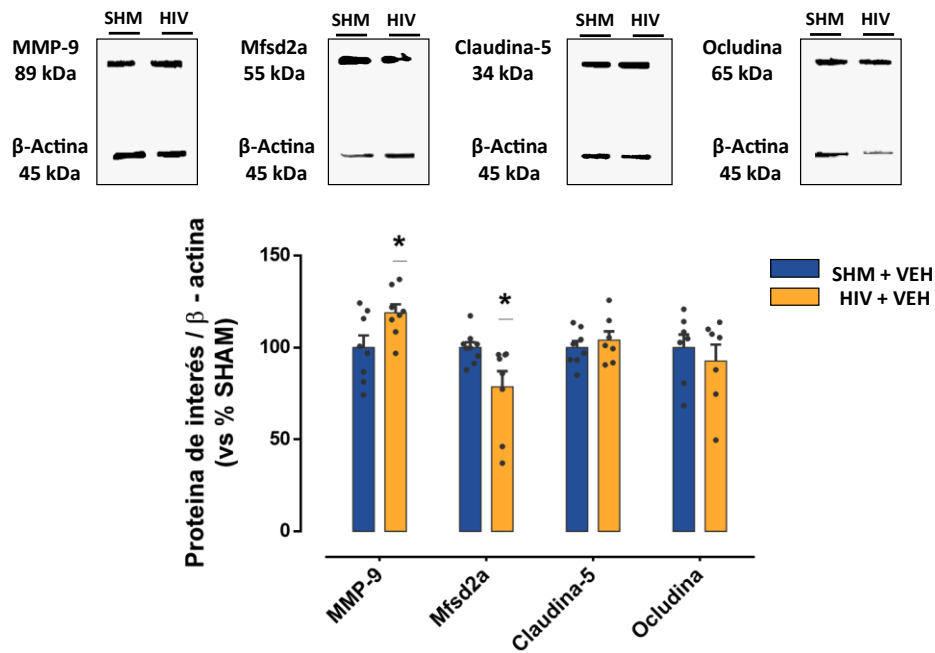 SHM HIV
MMP-9
89 kDa
β-Actina
45 kDa
SHM HIV
Mfsd2a
55 kDa
β-Actina
45 kDa
SHM HIV
Claudina-5
34 kDa
β-Actina
45 kDa
SHM HIV
Ocludina
65 kDa
β-Actina
45 kDa
Proteina de interés / β - actina
(vs % SHAM)
150
100
50
0
*
*
SHM + VEH
HIV + VEH
MMP-9
Mfsd2a
Claudina-5
Ocludina